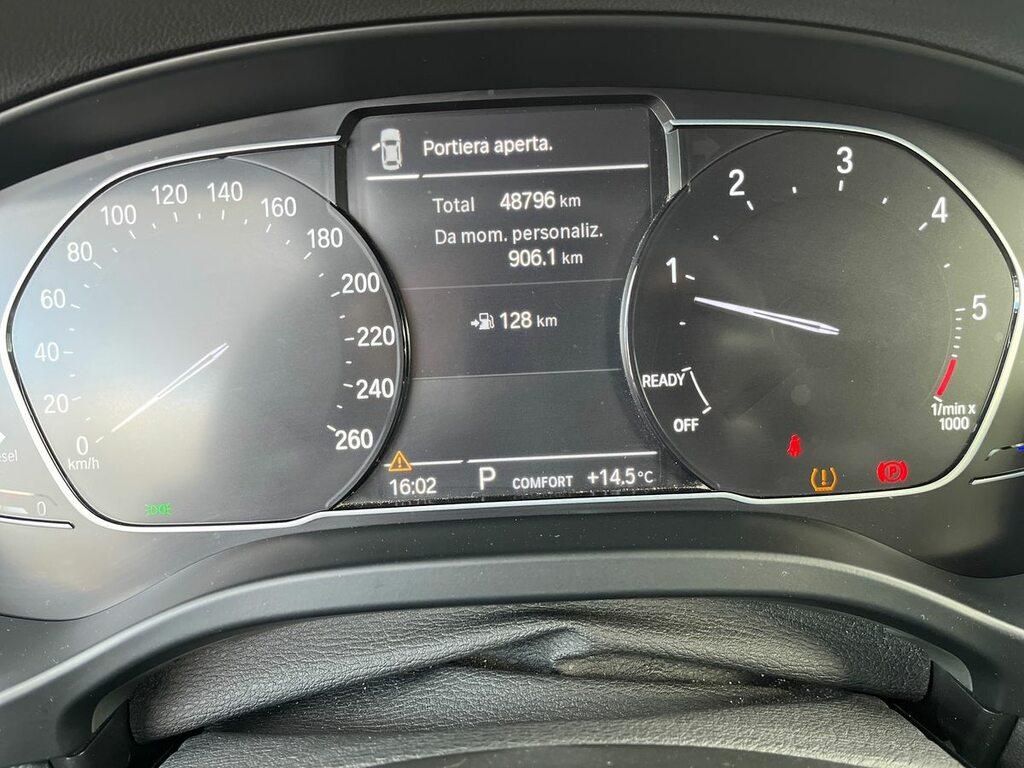 Portiera aperta.
Total 48796 km
Da mom. personaliz.
906.1 km
128 km
16:02 P COMFORT +14.5°C
0
20
40
60
80
100
120
140
160
180
200
220
240
260
km/h
0
1
2
3
4
5
READY
OFF
1/min x
1000
P